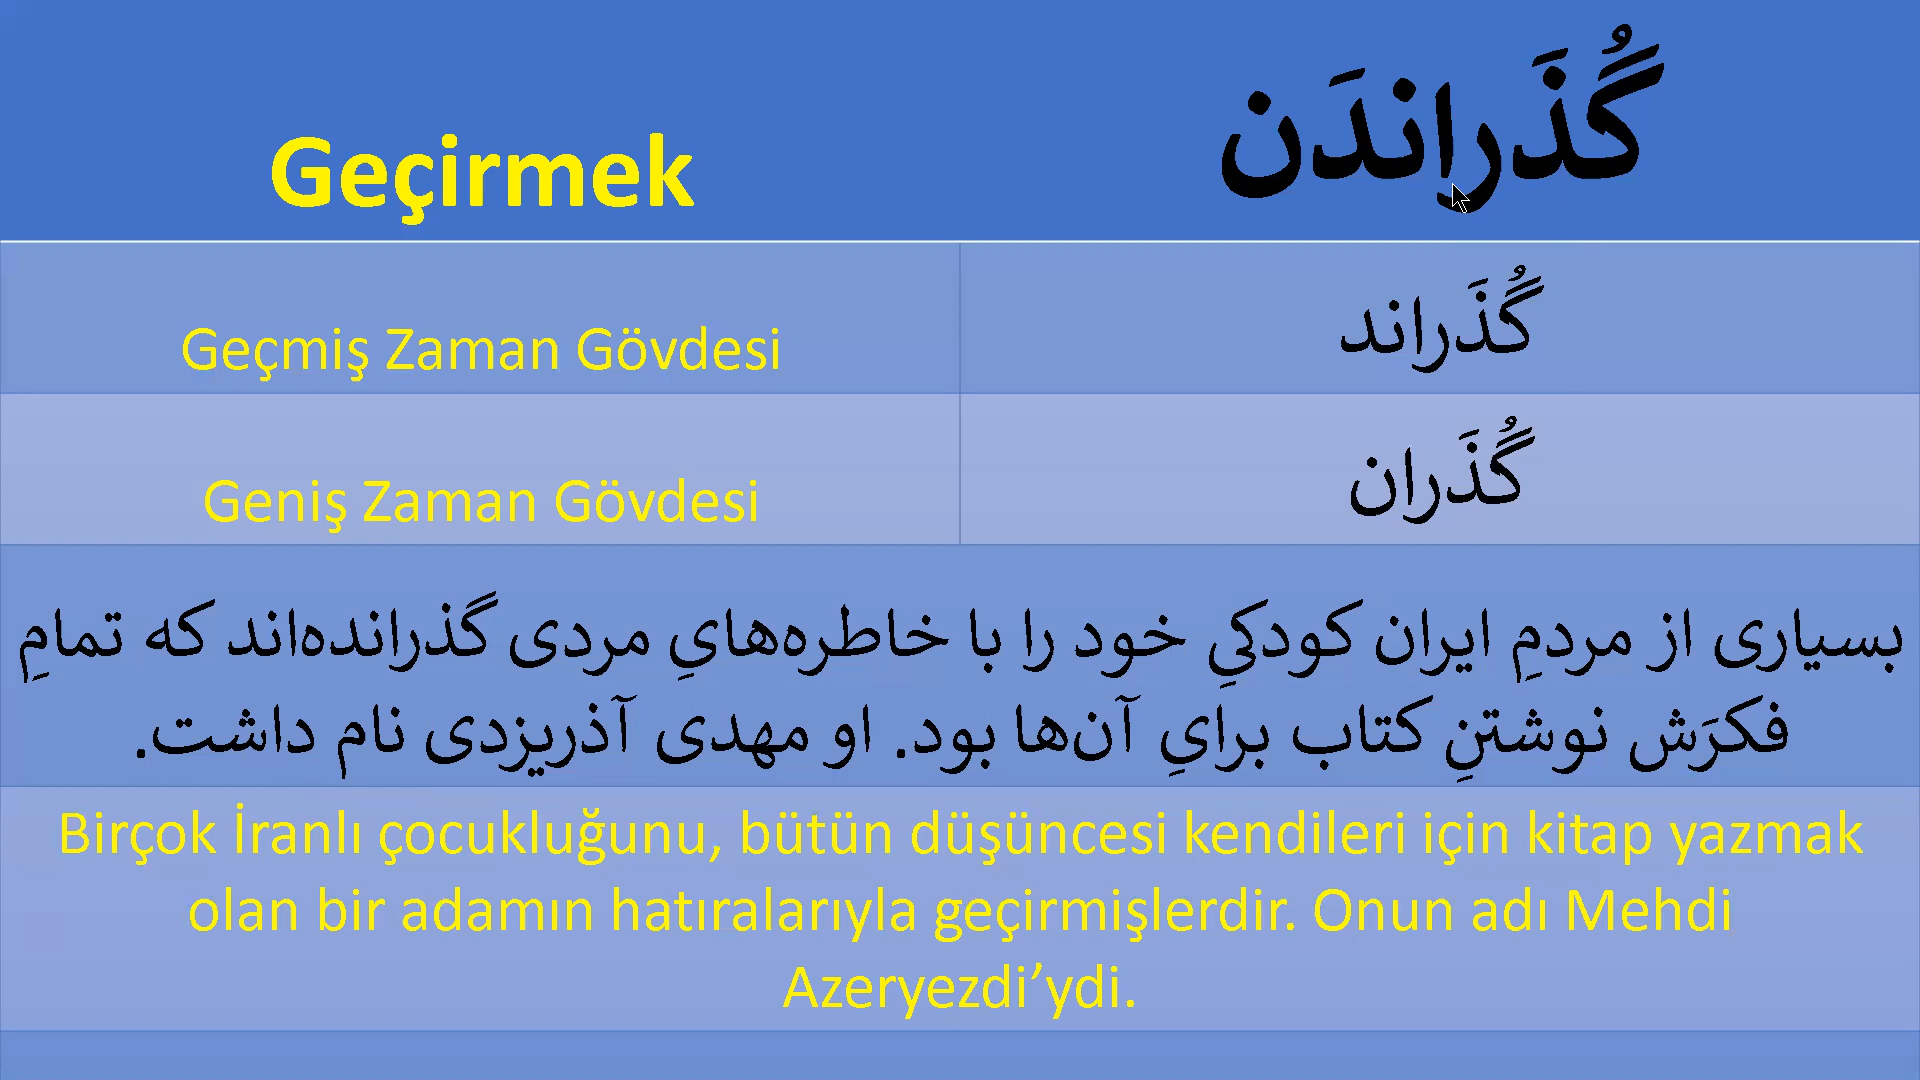 Geçirmek
گُذَراندَن
Geçmiş Zaman Gövdesi
گُذَراند
Geniş Zaman Gövdesi
گُذَران
بسیاری از مردمِ ایران کودکیِ خود را با خاطره‌هایِ مردی گذرانده‌اند که تمامِ
فکرَش نوشتنِ کتاب برایِ آن‌ها بود. او مهدی آذریزدی نام داشت.
Birçok İranlı çocukluğunu, bütün düşüncesi kendileri için kitap yazmak
olan bir adamın hatıralarıyla geçirmişlerdir. Onun adı Mehdi
Azeryezdi’ydi.